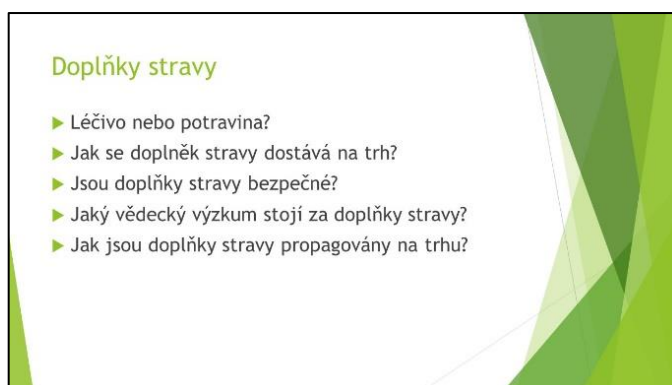 Doplňky stravy
Léčivo nebo potravina?
Jak se doplněk stravy dostává na trh?
Jsou doplňky stravy bezpečné?
Jaký vědecký výzkum stojí za doplňky stravy?
Jak jsou doplňky stravy propagovány na trhu?